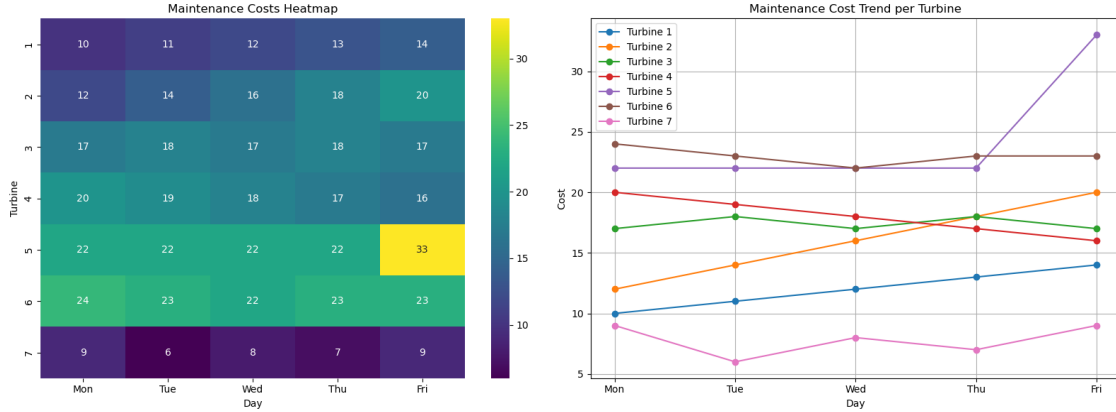 Maintenance Costs Heatmap
Turbine
1 10 11 12 13 14
2 12 14 16 18 20
3 17 18 17 18 17
4 20 19 18 17 16
5 22 22 22 22 33
6 24 23 22 23 23
7 9 6 8 7 9
Mon Tue Wed Thu Fri
Day
30
25
20
15
10
Maintenance Cost Trend per Turbine
Turbine 1
Turbine 2
Turbine 3
Turbine 4
Turbine 5
Turbine 6
Turbine 7
Cost
30
25
20
15
10
5
Mon Tue Wed Thu Fri
Day